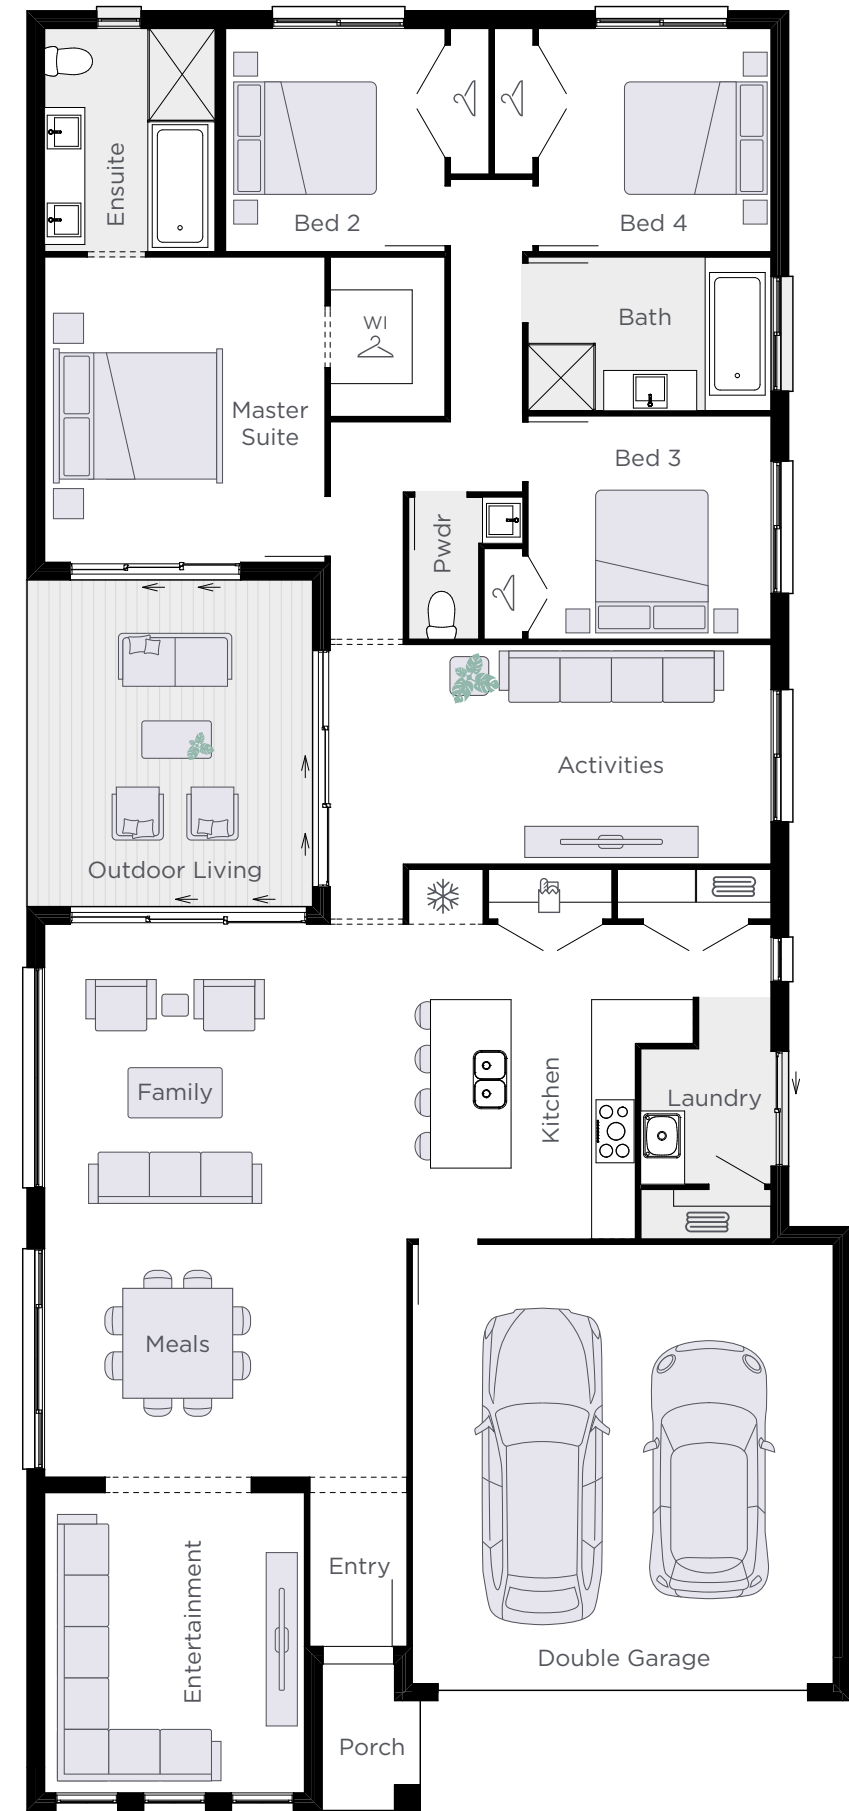 Ensuite
Bed 2
Bed 4
Bath
WI
Master
Suite
Bed 3
Pwdr
Activities
Outdoor Living
Family
Kitchen
Laundry
Meals
Entertainment
Entry
Double Garage
Porch